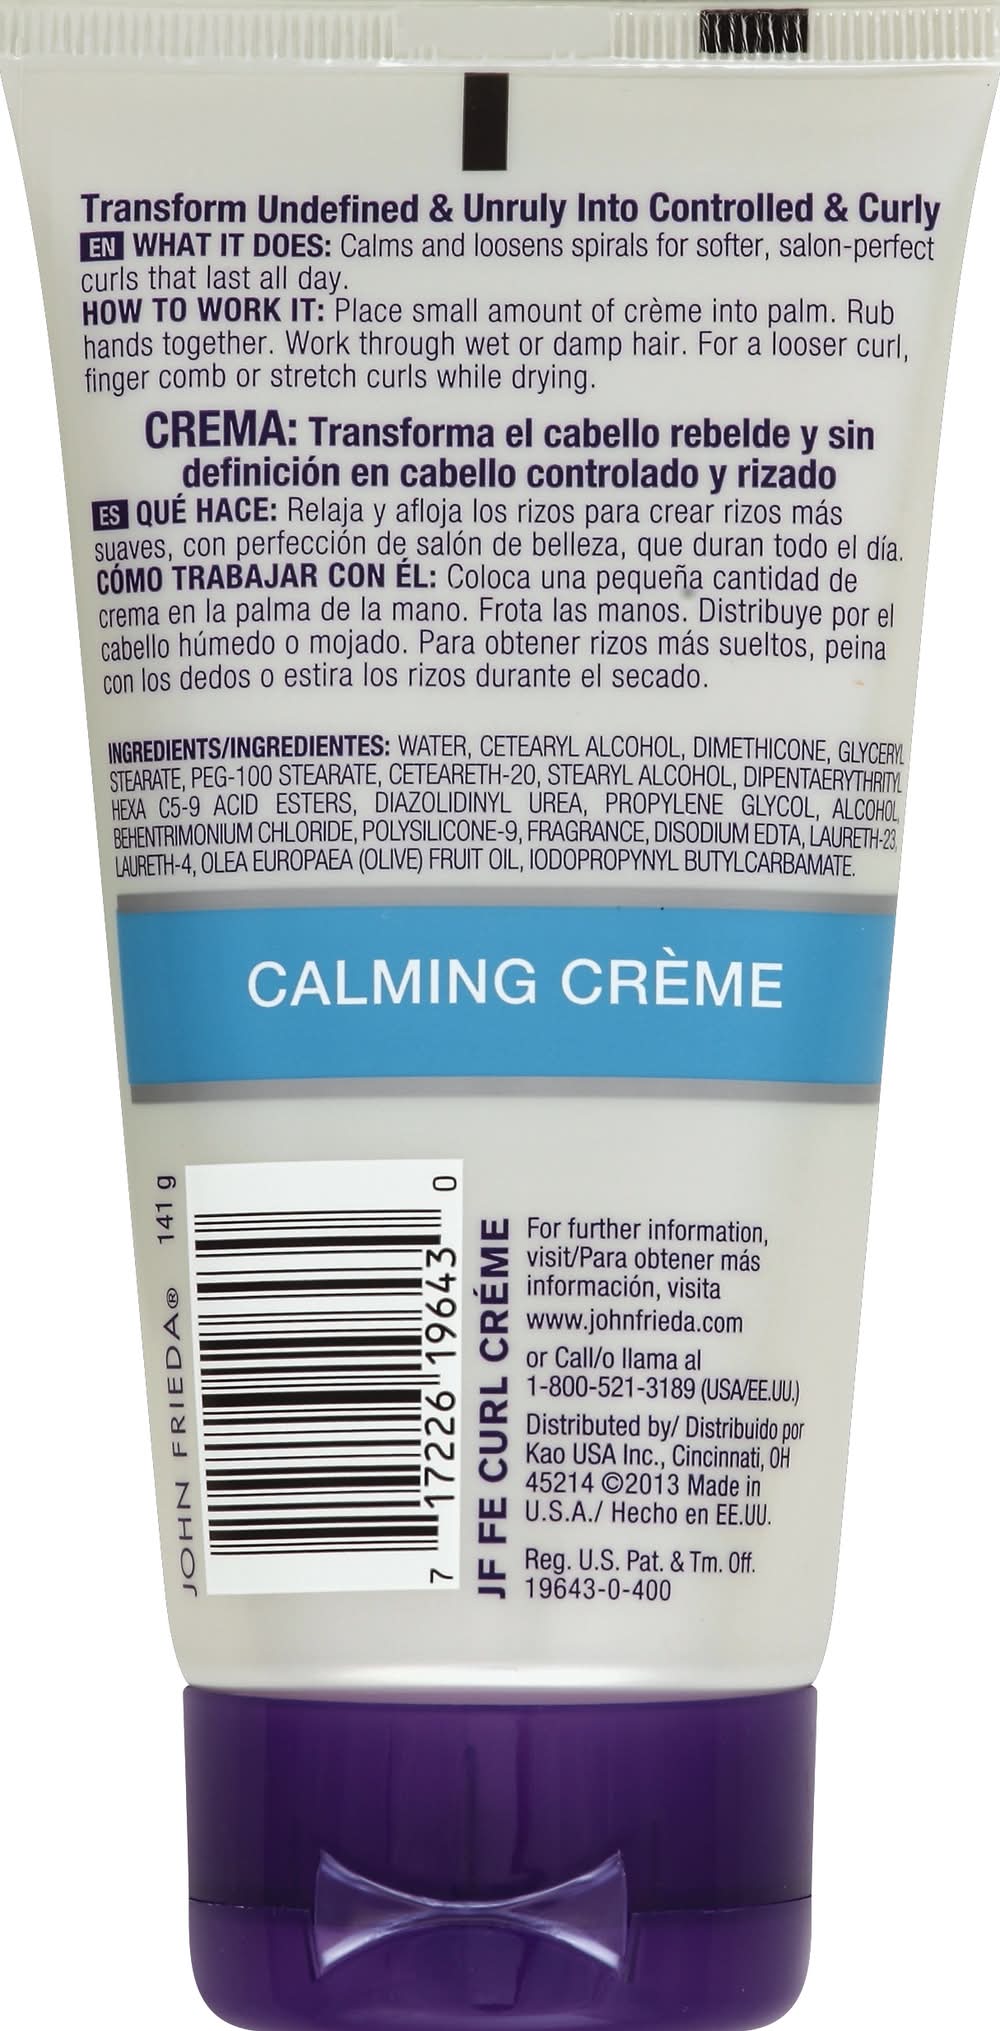 Transform Undefined & Unruly Into Controlled & Curly
EN WHAT IT DOES: Calms and loosens spirals for softer, salon-perfect
curls that last all day.
HOW TO WORK IT: Place small amount of crème into palm. Rub
hands together. Work through wet or damp hair. For a looser curl,
finger comb or stretch curls while drying.
CREMA: Transforma el cabello rebelde y sin
definición en cabello controlado y rizado
ES QUÉ HACE: Relaja y afloja los rizos para crear rizos más
suaves, con perfección de salón de belleza, que duran todo el día.
CÓMO TRABAJAR CON ÉL: Coloca una pequeña cantidad de
crema en la palma de la mano. Frota las manos. Distribuye por el
cabello húmedo o mojado. Para obtener rizos más sueltos, peina
con los dedos o estira los rizos durante el secado.
INGREDIENTS/INGREDIENTES: WATER, CETEARYL ALCOHOL, DIMETHICONE, GLYCERYL
STEARATE, PEG-100 STEARATE, CETEARETH-20, STEARYL ALCOHOL, DIPENTAERYTHRITYL
HEXA C5-9 ACID ESTERS, DIAZOLIDINYL UREA, PROPYLENE GLYCOL, ALCOHOL,
BEHENTRIMONIUM CHLORIDE, POLYSILICONE-9, FRAGRANCE, DISODIUM EDTA, LAURETH-23,
LAURETH-4, OLEA EUROPAEA (OLIVE) FRUIT OIL, IODOPROPYNYL BUTYLCARBAMATE.
CALMING CRÈME
JOHN FRIEDA® 141 g
7 17226 19643 0
JF FE CURL CRÉME
For further information,
visit/Para obtener más
información, visita
www.johnfrieda.com
or Call/o llama al
1-800-521-3189 (USA/EE.UU.)
Distributed by/ Distribuido por
Kao USA Inc., Cincinnati, OH
45214 ©2013 Made in
U.S.A./ Hecho en EE.UU.
Reg. U.S. Pat. & Tm. Off.
19643-0-400